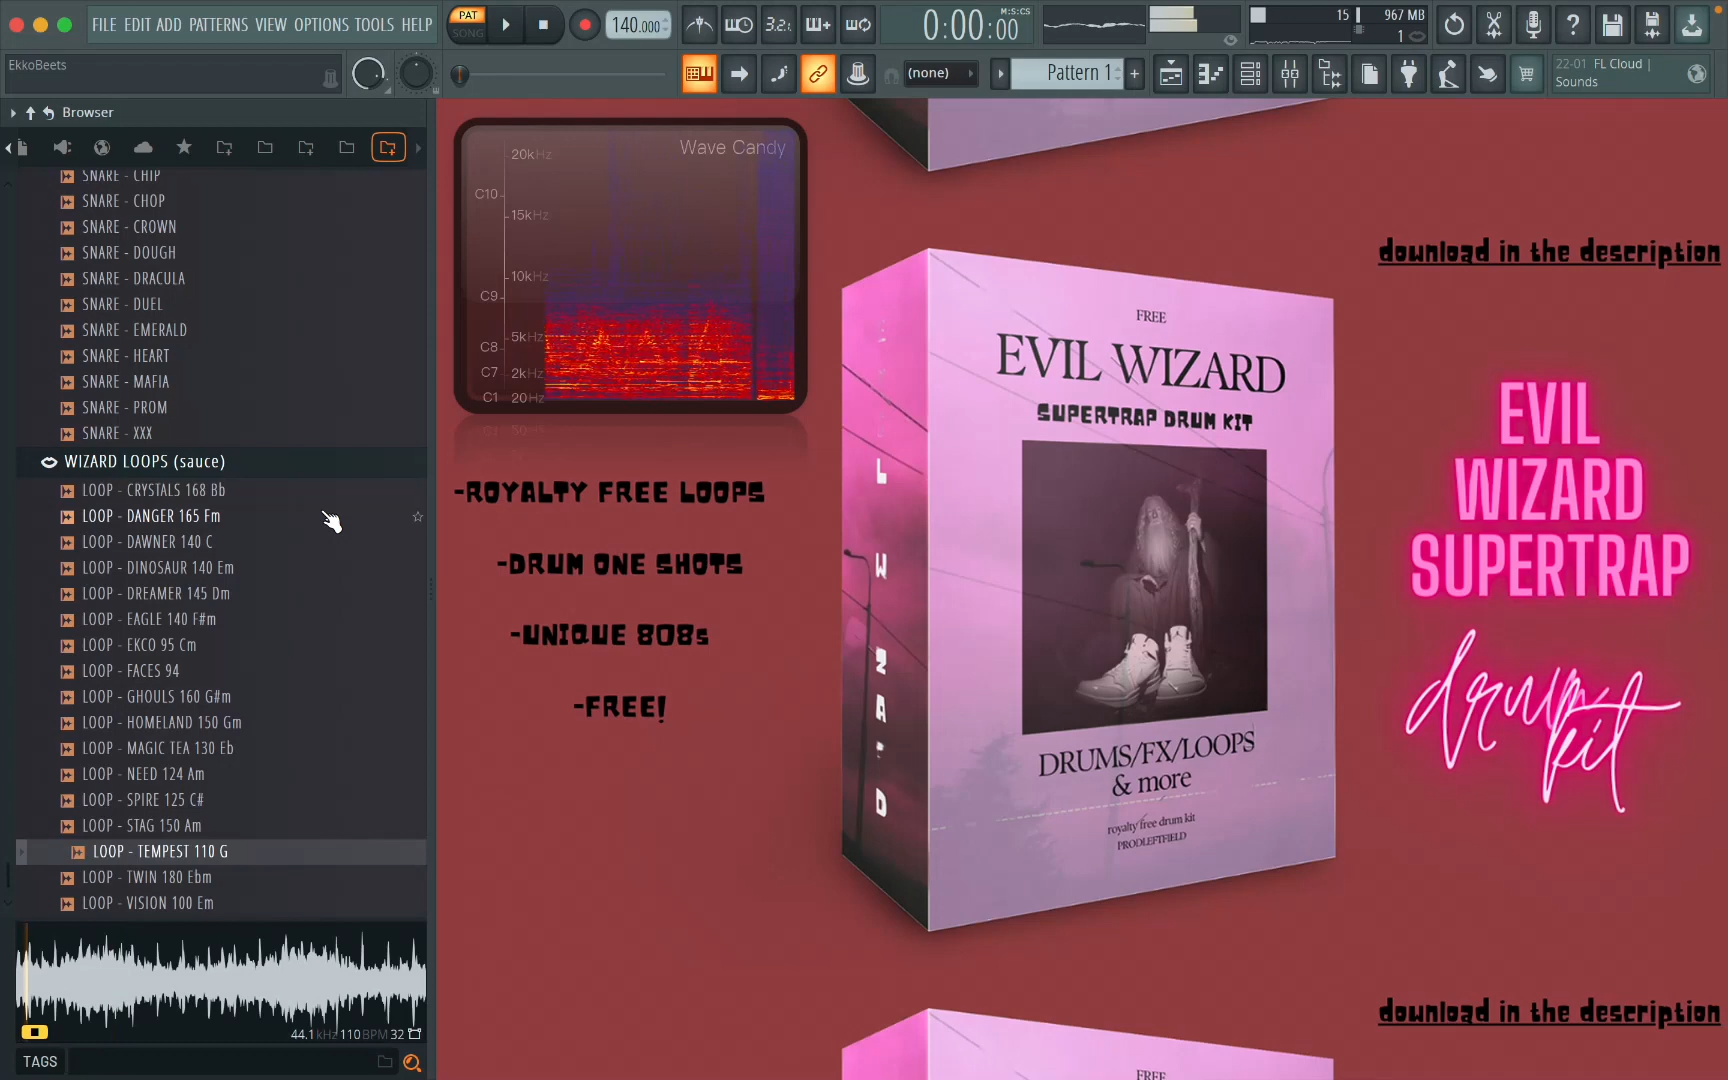 FILE EDIT ADD PATTERNS VIEW OPTIONS TOOLS HELP
PAT
SONG
140.000
3.2.
0:00:00
M:S:CS
15
967 MB
1
EkkoBeets
(none)
Pattern 1
22-01 FL Cloud |
Sounds
Browser
SNARE - CHIP
SNARE - CHOP
SNARE - CROWN
SNARE - DOUGH
SNARE - DRACULA
SNARE - DUEL
SNARE - EMERALD
SNARE - HEART
SNARE - MAFIA
SNARE - PROM
SNARE - XXX
WIZARD LOOPS (sauce)
LOOP - CRYSTALS 168 Bb
LOOP - DANGER 165 Fm
LOOP - DAWNER 140 C
LOOP - DINOSAUR 140 Em
LOOP - DREAMER 145 Dm
LOOP - EAGLE 140 F#m
LOOP - EKCO 95 Cm
LOOP - FACES 94
LOOP - GHOULS 160 G#m
LOOP - HOMELAND 150 Gm
LOOP - MAGIC TEA 130 Eb
LOOP - NEED 124 Am
LOOP - SPIRE 125 C#
LOOP - STAG 150 Am
LOOP - TEMPEST 110 G
LOOP - TWIN 180 Ebm
LOOP - VISION 100 Em
44.1kHz 110 BPM 32
TAGS
Wave Candy
20kHz
C10
15kHz
10kHz
C9
5kHz
C8
C7
2kHz
C1
20Hz
-ROYALTY FREE LOOPS
-DRUM ONE SHOTS
-UNIQUE 808s
-FREE!
FREE
EVIL WIZARD
SUPERTRAP DRUM KIT
DRUMS/FX/LOOPS
& more
royalty free drum kit
PRODLEFTFIELD
download in the description
EVIL
WIZARD
SUPERTRAP
drum
kit
download in the description
FREE